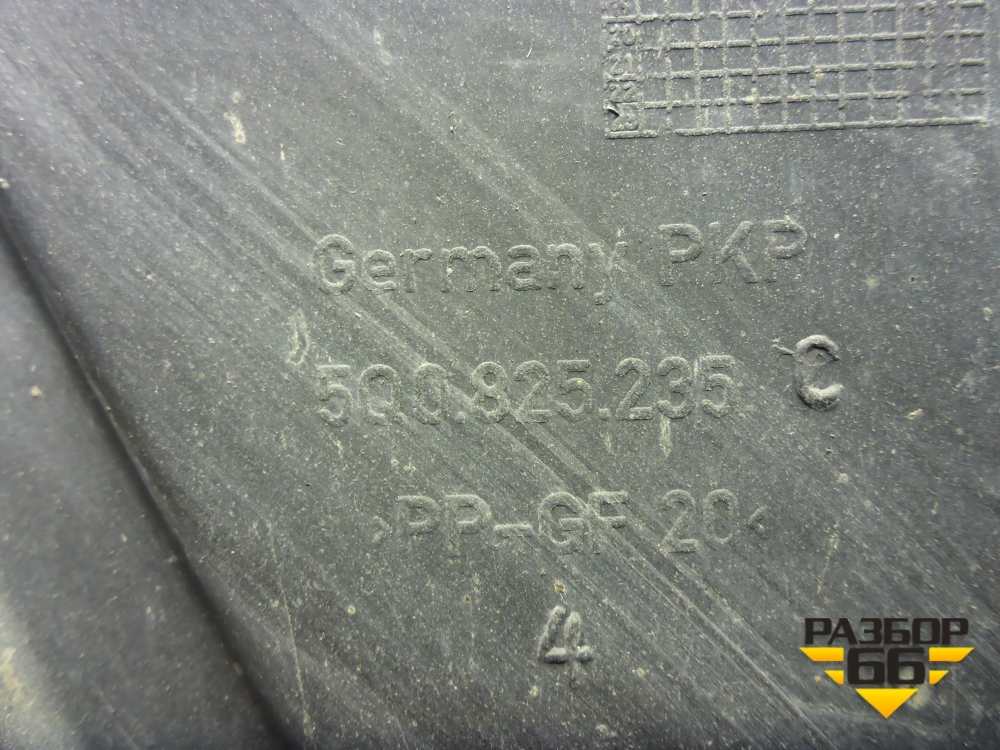 Germany PKP
5Q0.825.235 C
>PP-GF 20<
4
РАЗБОР
66